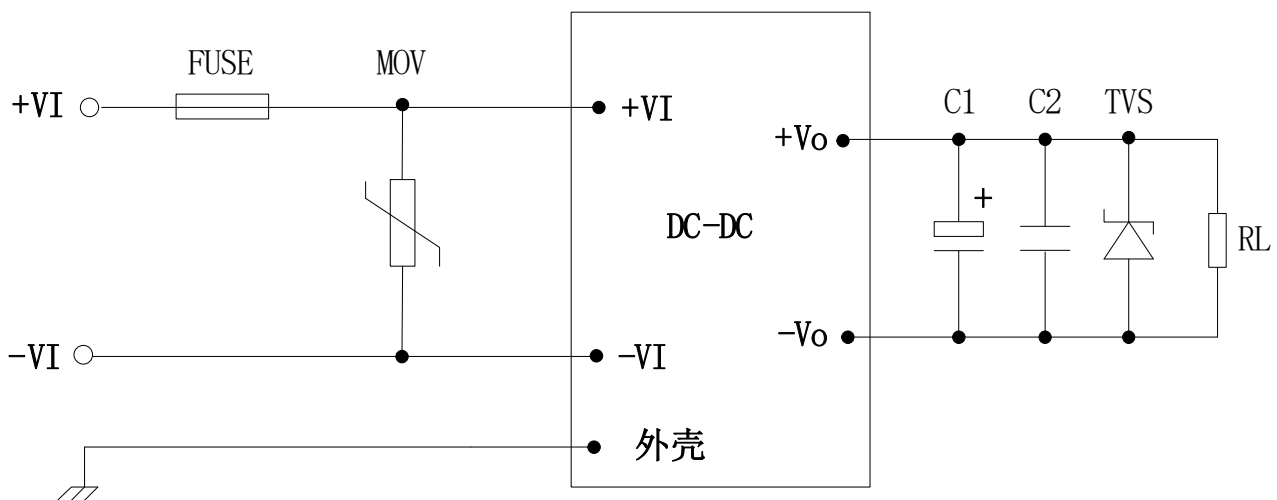 FUSE
MOV
+VI
+VI
C1
C2
TVS
+Vo
+
DC-DC
RL
-Vo
-VI
-VI
外壳